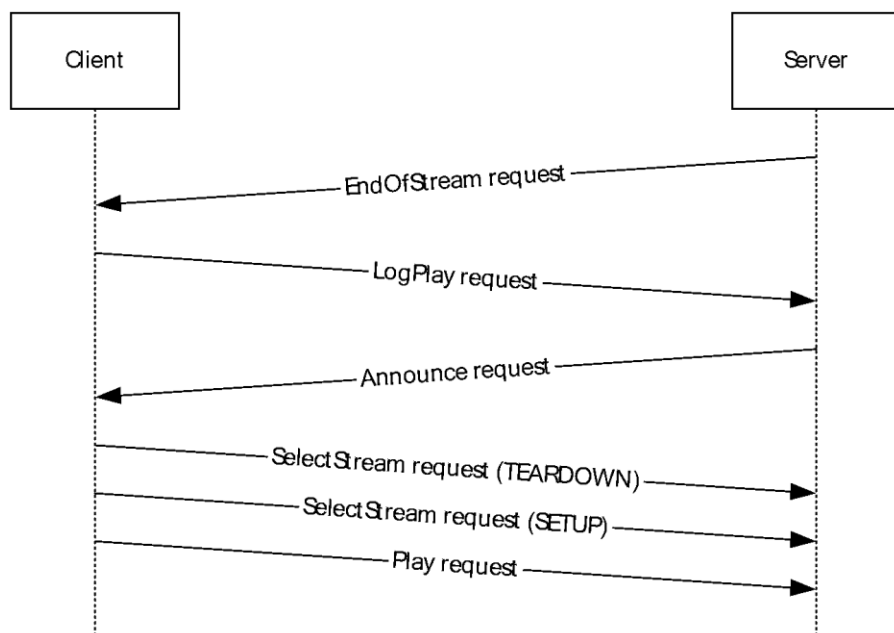 Client
Server
EndOfStream request
LogPlay request
Announce request
SelectStream request (TEARDOWN)
SelectStream request (SETUP)
Play request